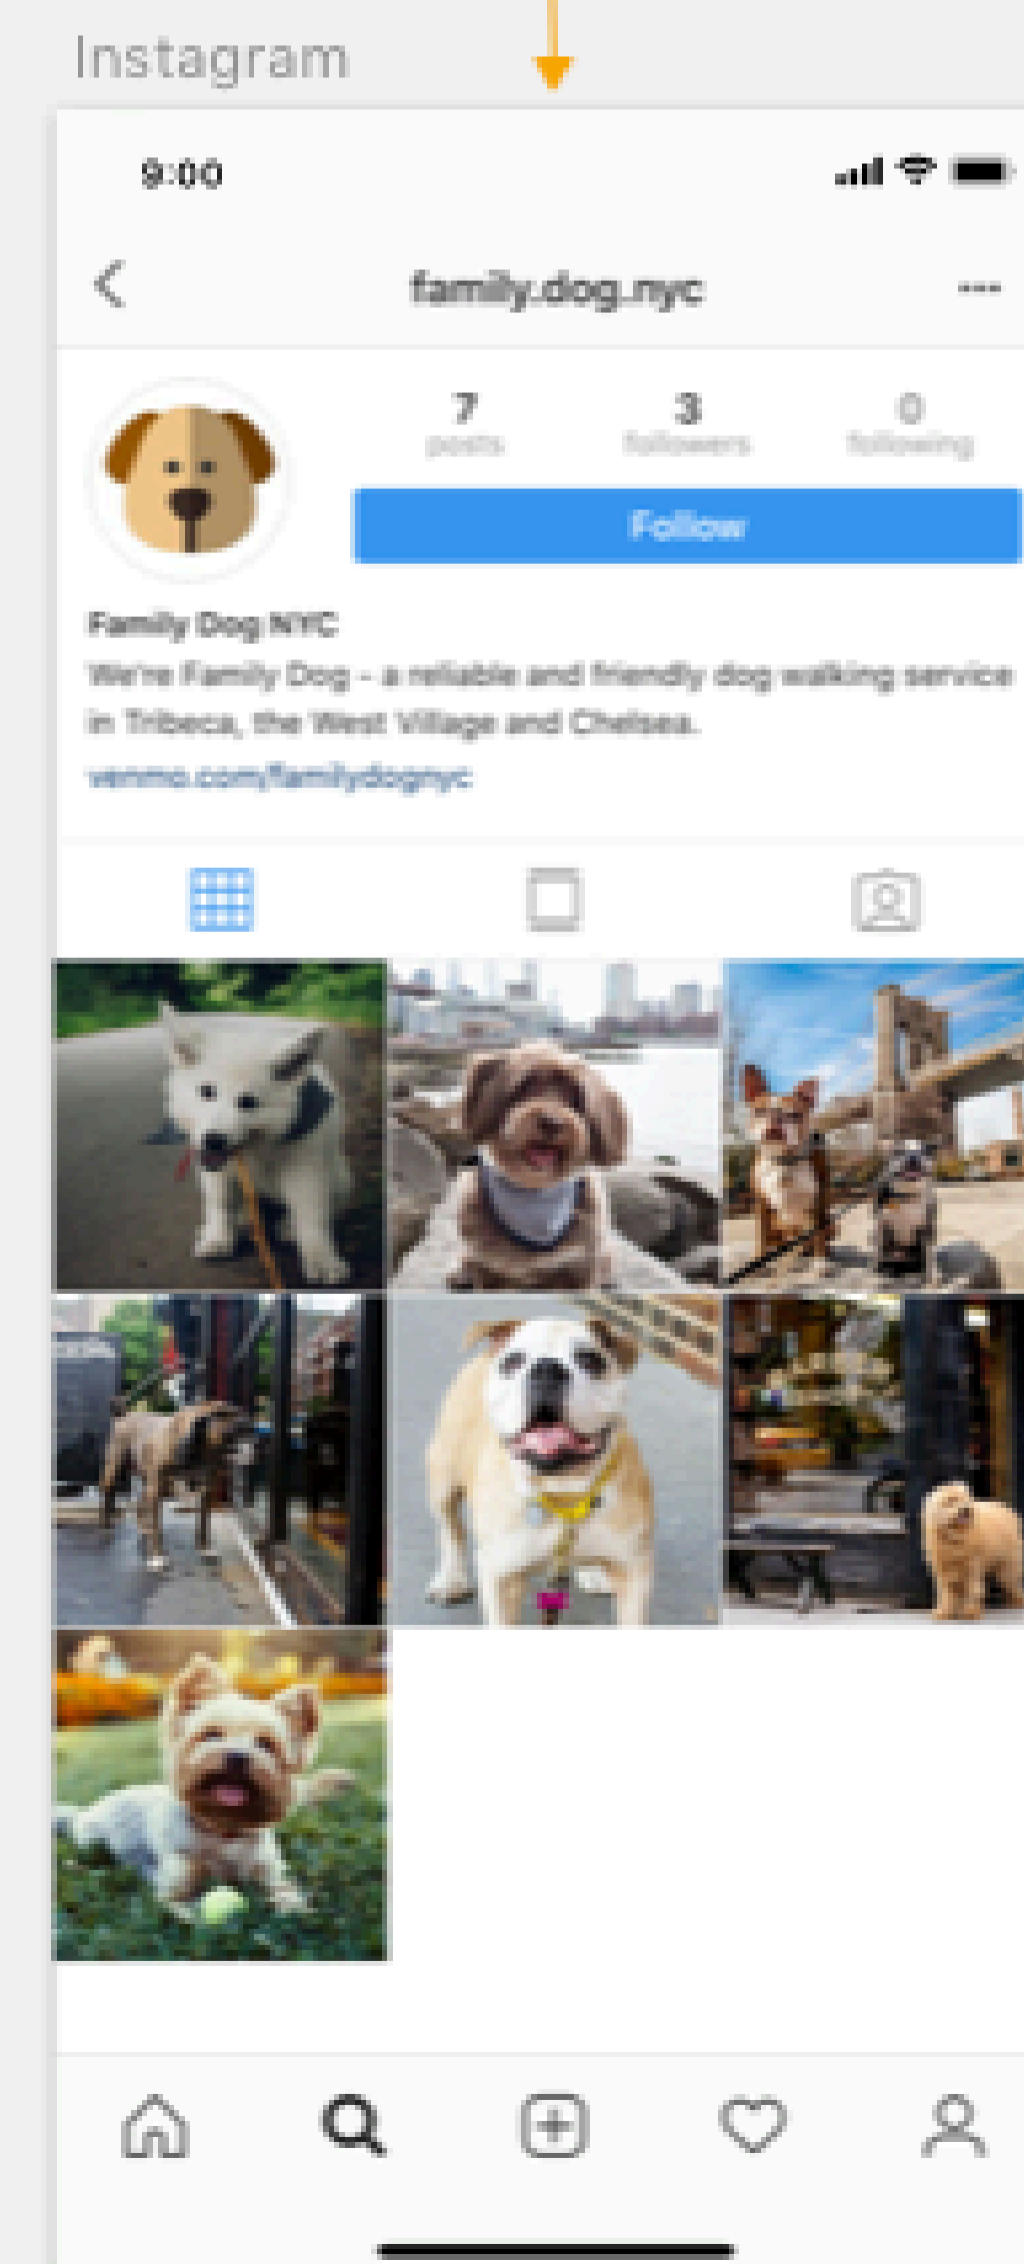 Instagram
9:00
family.dog.nyc
7 3 0
posts followers following
Follow
Family Dog NYC
We're Family Dog – a reliable and friendly dog walking service
in Tribeca, the West Village and Chelsea.
venmo.com/familydognyc